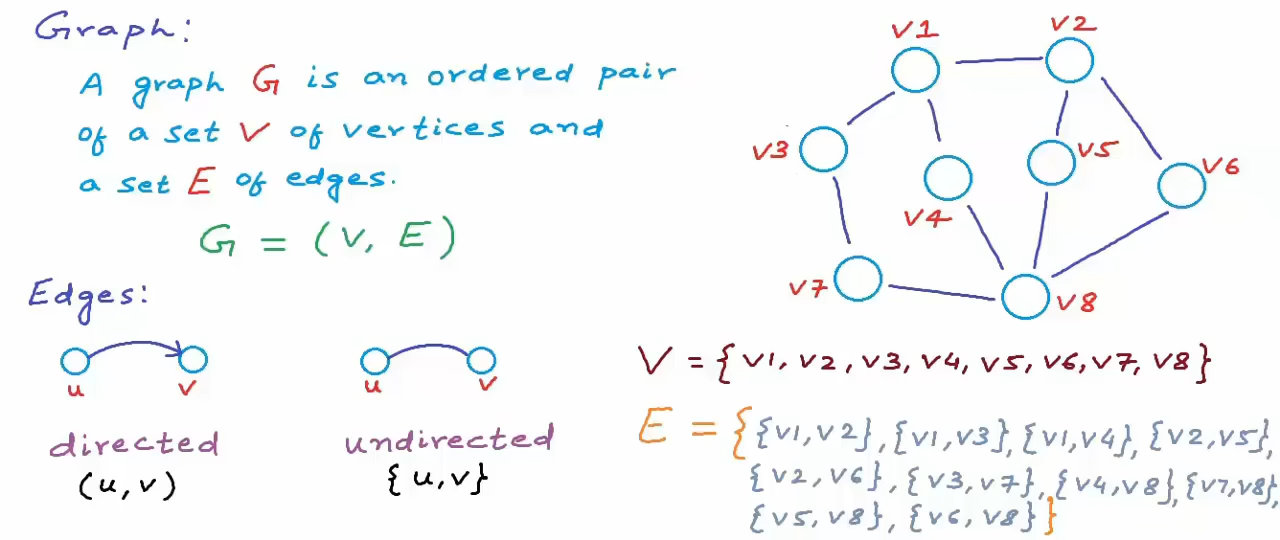 Graph:
A graph G is an ordered pair
of a set V of vertices and
a set E of edges.
G = (V, E)
Edges:
u
v
directed
(u, v)
u
v
undirected
{u, v}
v1
v2
v3
v4
v5
v6
v7
v8
V = {v1, v2, v3, v4, v5, v6, v7, v8}
E = {{v1, v2}, {v1, v3}, {v1, v4}, {v2, v5},
{v2, v6}, {v3, v7}, {v4, v8}, {v7, v8},
{v5, v8}, {v6, v8}}